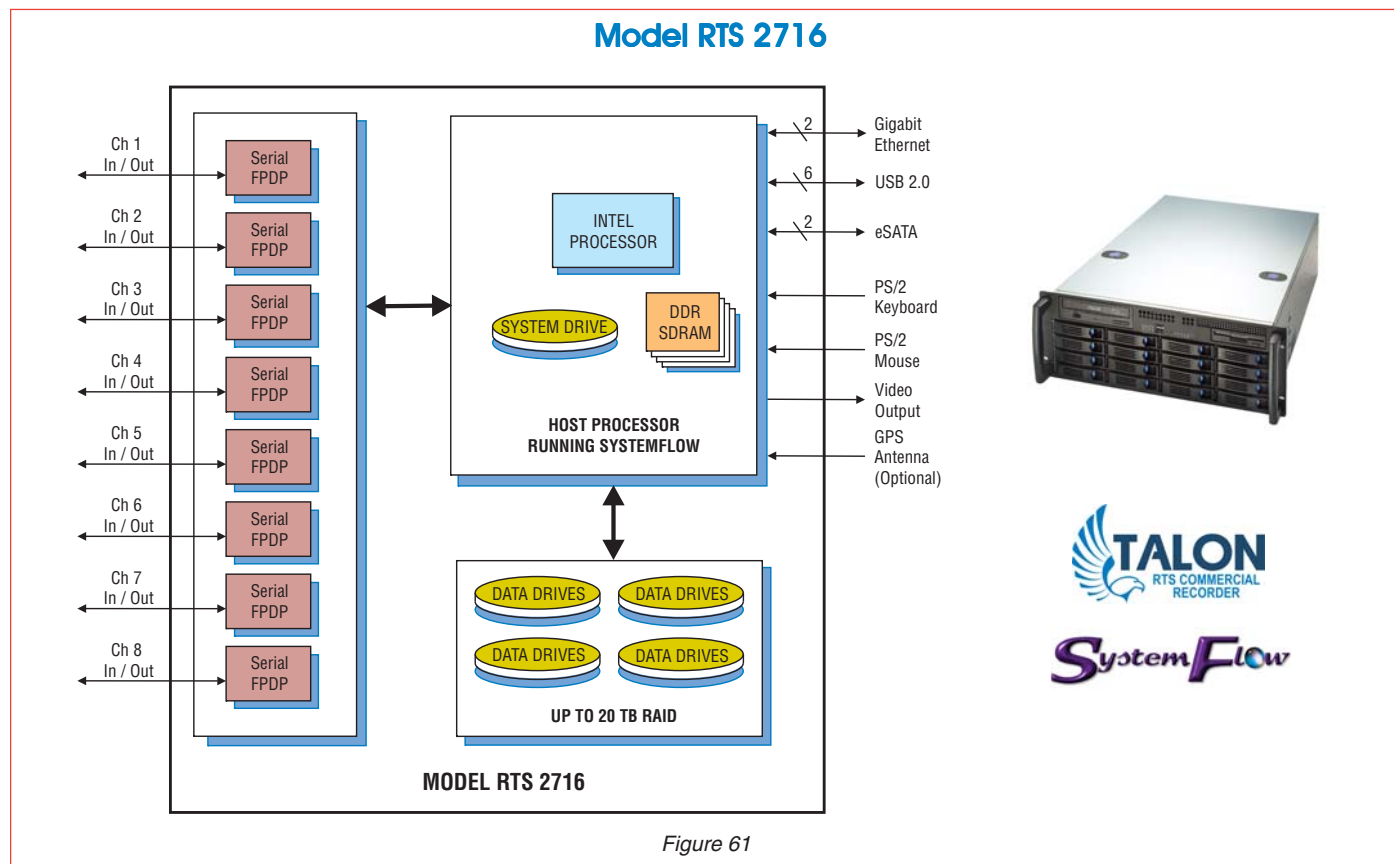 Model RTS 2716
Ch 1
In / Out
Serial
FPDP
Ch 2
In / Out
Serial
FPDP
Ch 3
In / Out
Serial
FPDP
Ch 4
In / Out
Serial
FPDP
Ch 5
In / Out
Serial
FPDP
Ch 6
In / Out
Serial
FPDP
Ch 7
In / Out
Serial
FPDP
Ch 8
In / Out
Serial
FPDP
INTEL
PROCESSOR
SYSTEM DRIVE
DDR
SDRAM
HOST PROCESSOR
RUNNING SYSTEMFLOW
2
Gigabit
Ethernet
6
USB 2.0
2
eSATA
PS/2
Keyboard
PS/2
Mouse
Video
Output
GPS
Antenna
(Optional)
DATA DRIVES
DATA DRIVES
DATA DRIVES
DATA DRIVES
UP TO 20 TB RAID
MODEL RTS 2716
TALON
RTS COMMERCIAL
RECORDER
SystemFlow
Figure 61